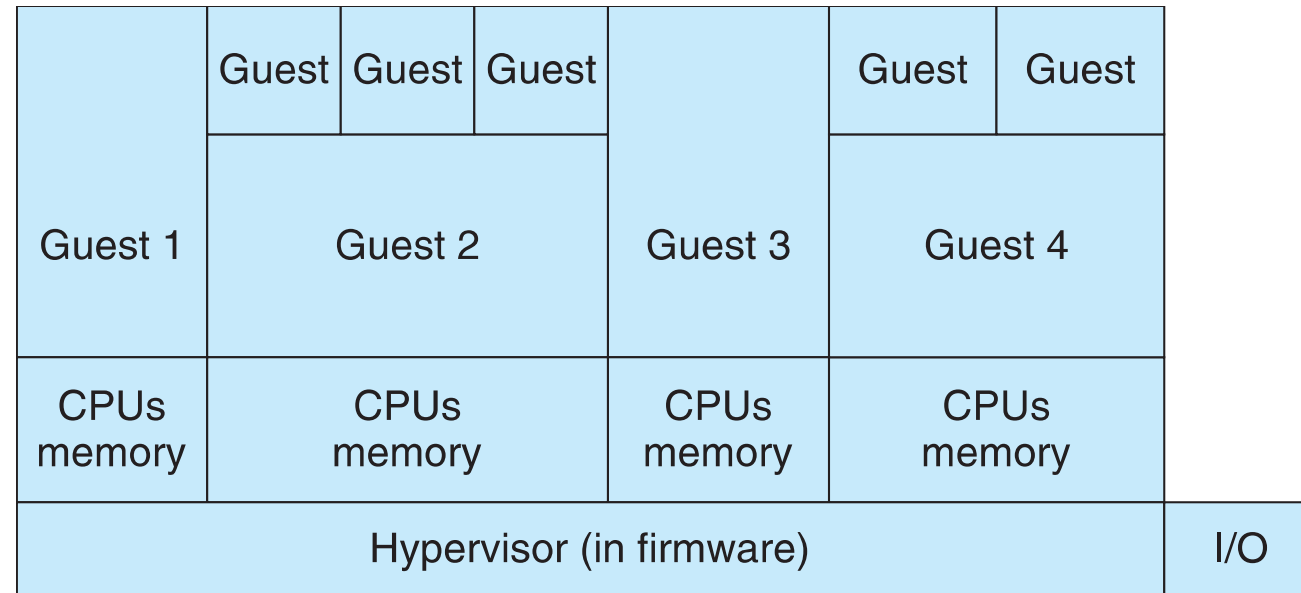 Guest Guest Guest Guest Guest
Guest 1 Guest 2 Guest 3 Guest 4
CPUs CPUs CPUs CPUs
memory memory memory memory
Hypervisor (in firmware) I/O